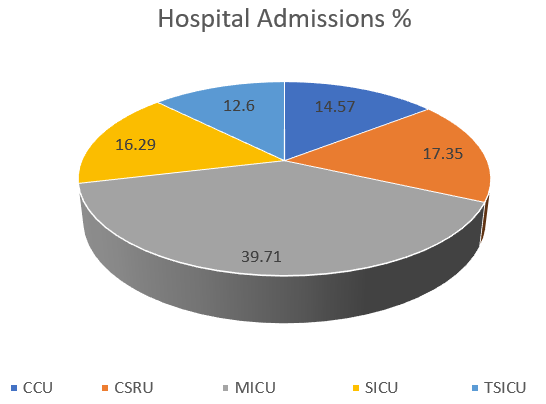 Hospital Admissions %
12.6
14.57
16.29
17.35
39.71
CCU CSRU MICU SICU TSICU